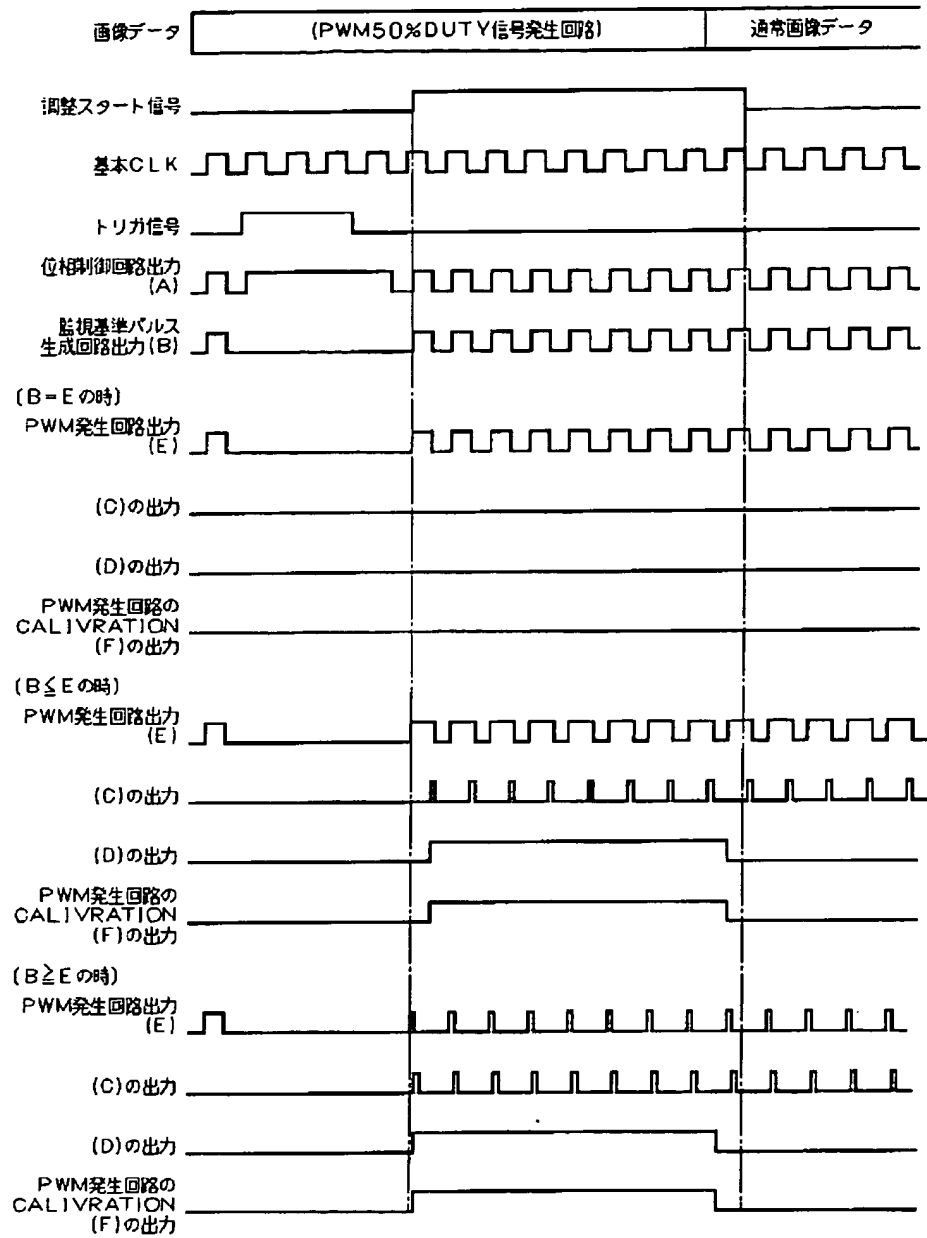 画像データ (PWM50%DUTY信号発生回路) 通常画像データ
調整スタート信号
基本CLK
トリガ信号
位相制御回路出力
(A)
監視基準パルス
生成回路出力(B)
(B=Eの時)
PWM発生回路出力
(E)
(C)の出力
(D)の出力
PWM発生回路の
CALIVRATION
(F)の出力
(B≦Eの時)
PWM発生回路出力
(E)
(C)の出力
(D)の出力
PWM発生回路の
CALIVRATION
(F)の出力
(B≧Eの時)
PWM発生回路出力
(E)
(C)の出力
(D)の出力
PWM発生回路の
CALIVRATION
(F)の出力